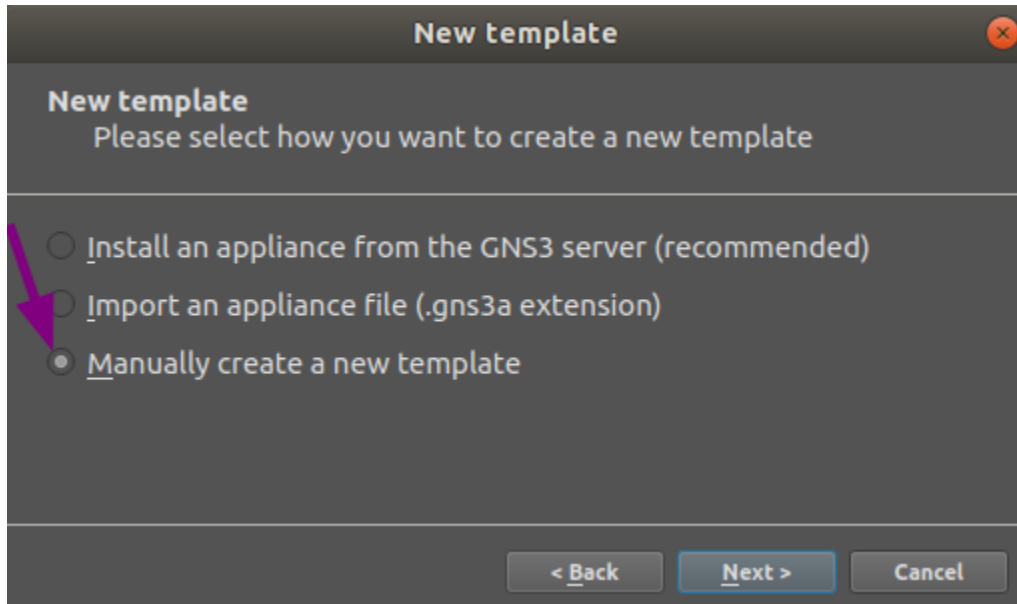 New template
New template
Please select how you want to create a new template
Install an appliance from the GNS3 server (recommended)
Import an appliance file (.gns3a extension)
Manually create a new template
< Back Next > Cancel